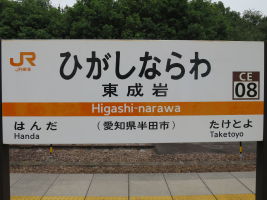 JR
JR東海
ひがしならわ
東成岩
CE
08
Higashi-narawa
はんだ
(愛知県半田市)
たけとよ
Handa
Taketoyo